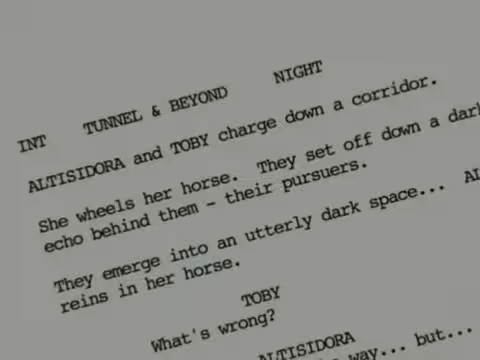 INT TUNNEL & BEYOND NIGHT
ALTISIDORA and TOBY charge down a corridor.
She wheels her horse. They set off down a dark
echo behind them - their pursuers.
They emerge into an utterly dark space...
reins in her horse.
TOBY
What's wrong?
ALTISIDORA
way... but...